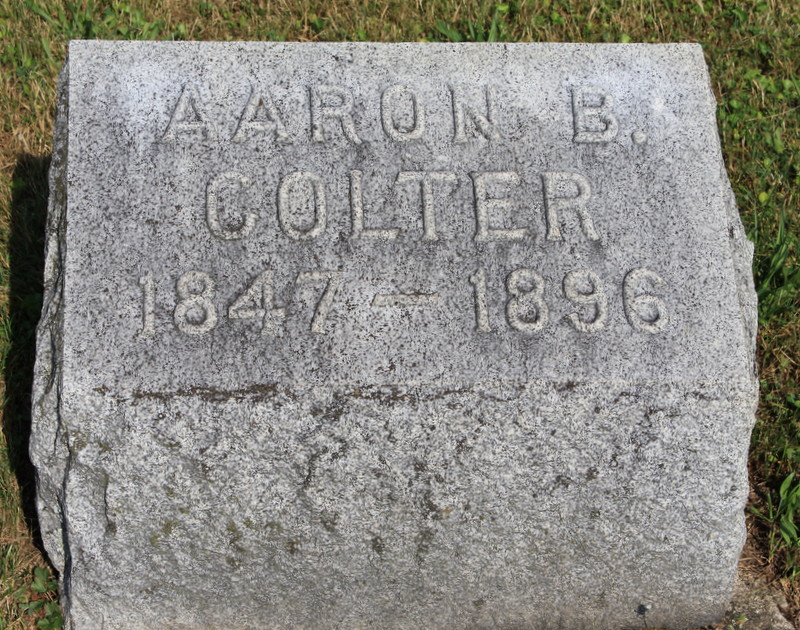 AARON B.
COLTER
1847 — 1896